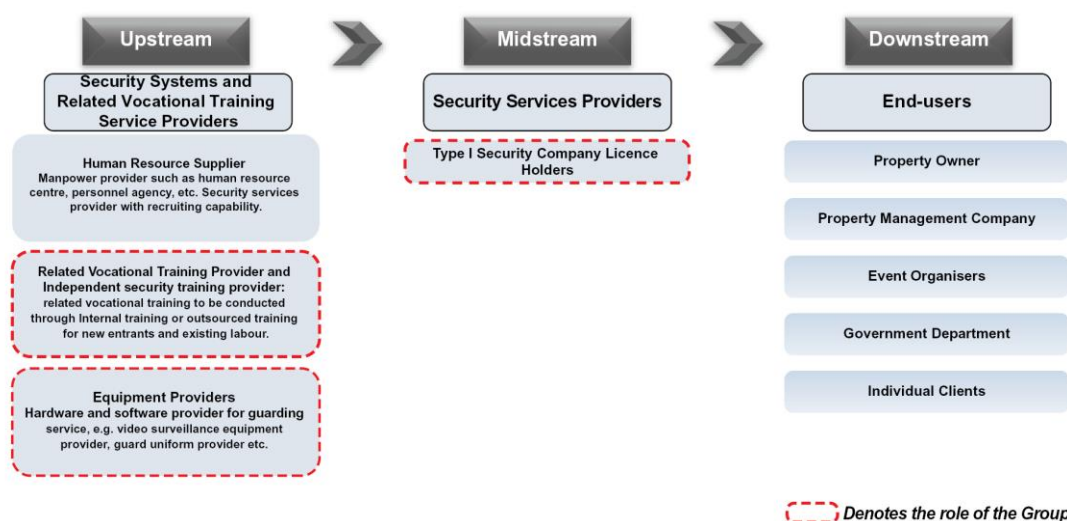 Upstream
Midstream
Downstream
Security Systems and
Related Vocational Training
Service Providers
Security Services Providers
End-users
Human Resource Supplier
Manpower provider such as human resource
centre, personnel agency, etc. Security services
provider with recruiting capability.
Related Vocational Training Provider and
Independent security training provider:
related vocational training to be conducted
through Internal training or outsourced training
for new entrants and existing labour.
Equipment Providers
Hardware and software provider for guarding
service, e.g. video surveillance equipment
provider, guard uniform provider etc.
Type I Security Company Licence
Holders
Property Owner
Property Management Company
Event Organisers
Government Department
Individual Clients
Denotes the role of the Group